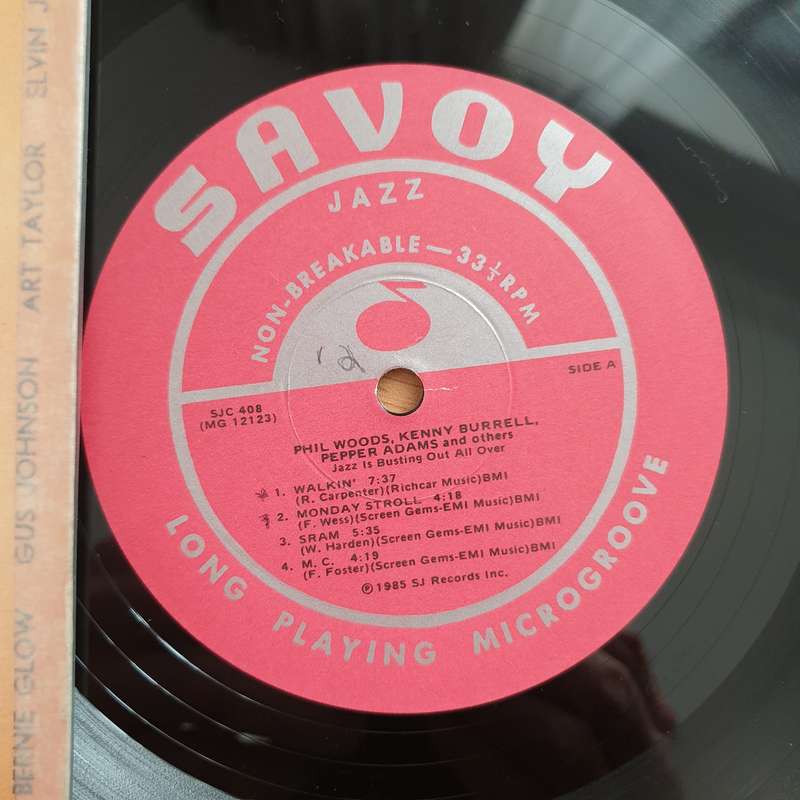 SAVOY
JAZZ
NON-BREAKABLE — 33⅓ RPM
SIDE A
SJC 408
(MG 12123)
PHIL WOODS, KENNY BURRELL,
PEPPER ADAMS and others
Jazz Is Busting Out All Over
1. WALKIN' 7:37
(R. Carpenter)(Richcar Music)BMI
2. MONDAY STROLL 4:18
(F. Wess)(Screen Gems-EMI Music)BMI
3. SRAM 5:35
(W. Harden)(Screen Gems-EMI Music)BMI
4. M. C. 4:19
(F. Foster)(Screen Gems-EMI Music)BMI
℗ 1985 SJ Records Inc.
LONG PLAYING MICROGROOVE
BERNIE GLOW GUS JOHNSON ART TAYLOR ELVIN J